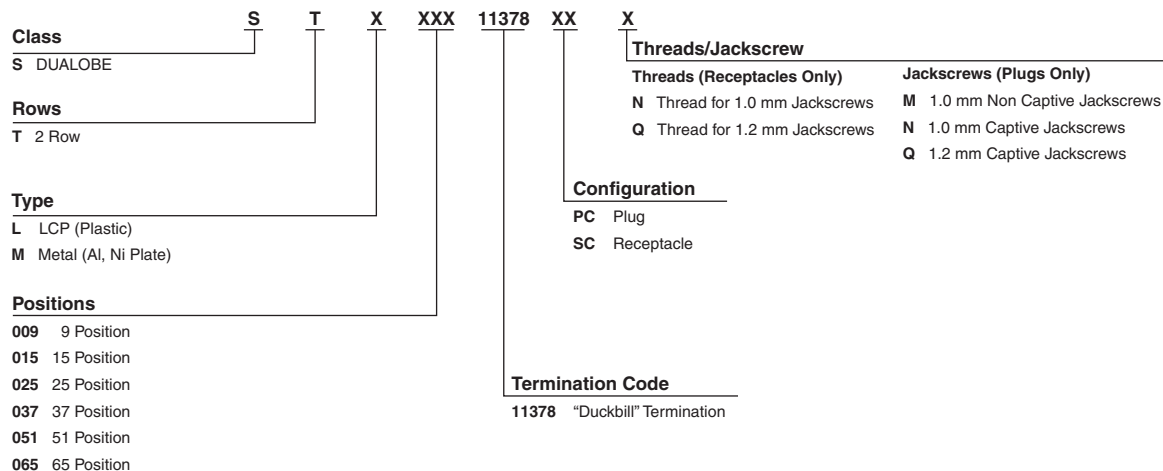 S T X XXX 11378 XX X
Class
S DUALOBE
Rows
T 2 Row
Type
L LCP (Plastic)
M Metal (Al, Ni Plate)
Positions
009 9 Position
015 15 Position
025 25 Position
037 37 Position
051 51 Position
065 65 Position
Termination Code
11378 “Duckbill” Termination
Configuration
PC Plug
SC Receptacle
Threads/Jackscrew
Threads (Receptacles Only)
N Thread for 1.0 mm Jackscrews
Q Thread for 1.2 mm Jackscrews
Jackscrews (Plugs Only)
M 1.0 mm Non Captive Jackscrews
N 1.0 mm Captive Jackscrews
Q 1.2 mm Captive Jackscrews